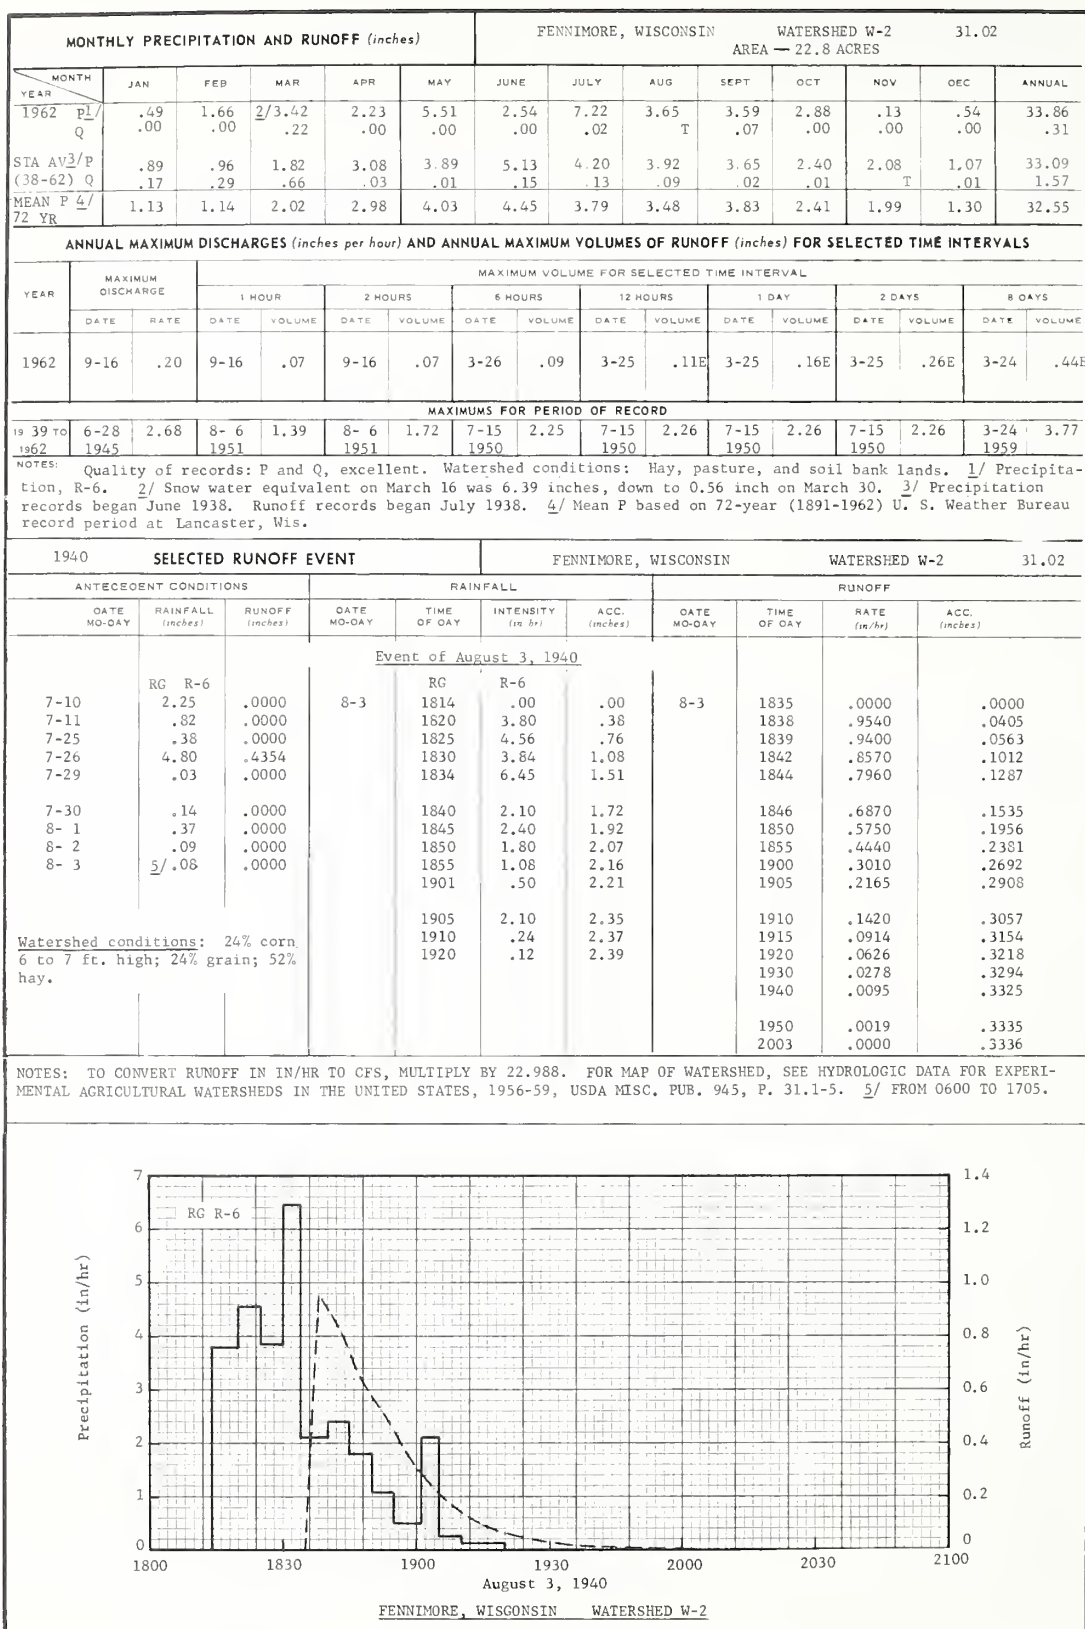 MONTHLY PRECIPITATION AND RUNOFF (inches) FENNIMORE, WISCONSIN WATERSHED W-2 31.02
AREA — 22.8 ACRES
MONTH YEAR JAN FEB MAR APR MAY JUNE JULY AUG SEPT OCT NOV OEC ANNUAL
1962 P1/ .49 1.66 2/3.42 2.23 5.51 2.54 7.22 3.65 3.59 2.88 .13 .54 33.86
Q .00 .00 .22 .00 .00 .00 .02 T .07 .00 .00 .00 .31
STA AV3/P .89 .96 1.82 3.08 3.89 5.13 4.20 3.92 3.65 2.40 2.08 1.07 33.09
(38-62) Q .17 .29 .66 .03 .01 .15 .13 .09 .02 .01 T .01 1.57
MEAN P 4/ 72 YR 1.13 1.14 2.02 2.98 4.03 4.45 3.79 3.48 3.83 2.41 1.99 1.30 32.55
ANNUAL MAXIMUM DISCHARGES (inches per hour) AND ANNUAL MAXIMUM VOLUMES OF RUNOFF (inches) FOR SELECTED TIME INTERVALS
YEAR MAXIMUM DISCHARGE MAXIMUM VOLUME FOR SELECTED TIME INTERVAL
1 HOUR 2 HOURS 6 HOURS 12 HOURS 1 DAY 2 DAYS 8 OAYS
DATE RATE DATE VOLUME DATE VOLUME DATE VOLUME DATE VOLUME DATE VOLUME DATE VOLUME DATE VOLUME
1962 9-16 .20 9-16 .07 9-16 .07 3-26 .09 3-25 .11E 3-25 .16E 3-25 .26E 3-24 .44E
MAXIMUMS FOR PERIOD OF RECORD
19 39 TO 6-28 2.68 8- 6 1.39 8- 6 1.72 7-15 2.25 7-15 2.26 7-15 2.26 7-15 2.26 3-24 3.77
1962 1945 1951 1951 1950 1950 1950 1950 1959
NOTES: Quality of records: P and Q, excellent. Watershed conditions: Hay, pasture, and soil bank lands. 1/ Precipita-
tion, R-6. 2/ Snow water equivalent on March 16 was 6.39 inches, down to 0.56 inch on March 30. 3/ Precipitation
records began June 1938. Runoff records began July 1938. 4/ Mean P based on 72-year (1891-1962) U. S. Weather Bureau
record period at Lancaster, Wis.
1940 SELECTED RUNOFF EVENT FENNIMORE, WISCONSIN WATERSHED W-2 31.02
ANTECEOENT CONDITIONS RAINFALL RUNOFF
OATE MO-OAY RAINFALL (inches) RUNOFF (inches) OATE MO-OAY TIME OF OAY INTENSITY (in hr) ACC. (inches) OATE MO-OAY TIME OF OAY RATE (in/hr) ACC. (inches)
Event of August 3, 1940
RG R-6 RG R-6
7-10 2.25 .0000 8-3 1814 .00 .00 8-3 1835 .0000 .0000
7-11 .82 .0000 1820 3.80 .38 1838 .9540 .0405
7-25 .38 .0000 1825 4.56 .76 1839 .9400 .0563
7-26 4.80 .4354 1830 3.84 1.08 1842 .8570 .1012
7-29 .03 .0000 1834 6.45 1.51 1844 .7960 .1287
7-30 .14 .0000 1840 2.10 1.72 1846 .6870 .1535
8- 1 .37 .0000 1845 2.40 1.92 1850 .5750 .1956
8- 2 .09 .0000 1850 1.80 2.07 1855 .4440 .2381
8- 3 5/.08 .0000 1855 1.08 2.16 1900 .3010 .2692
1901 .50 2.21 1905 .2165 .2908
1905 2.10 2.35 1910 .1420 .3057
Watershed conditions: 24% corn 1910 .24 2.37 1915 .0914 .3154
6 to 7 ft. high; 24% grain; 52% 1920 .12 2.39 1920 .0626 .3218
hay. 1930 .0278 .3294
1940 .0095 .3325
1950 .0019 .3335
2003 .0000 .3336
NOTES: TO CONVERT RUNOFF IN IN/HR TO CFS, MULTIPLY BY 22.988. FOR MAP OF WATERSHED, SEE HYDROLOGIC DATA FOR EXPERI-
MENTAL AGRICULTURAL WATERSHEDS IN THE UNITED STATES, 1956-59, USDA MISC. PUB. 945, P. 31.1-5. 5/ FROM 0600 TO 1705.
7 1.4
RG R-6
6 1.2
5 1.0
4 0.8
3 0.6
2 0.4
1 0.2
0 0
Precipitation (in/hr)
Runoff (in/hr)
1800 1830 1900 1930 2000 2030 2100
August 3, 1940
FENNIMORE, WISGONSIN WATERSHED W-2